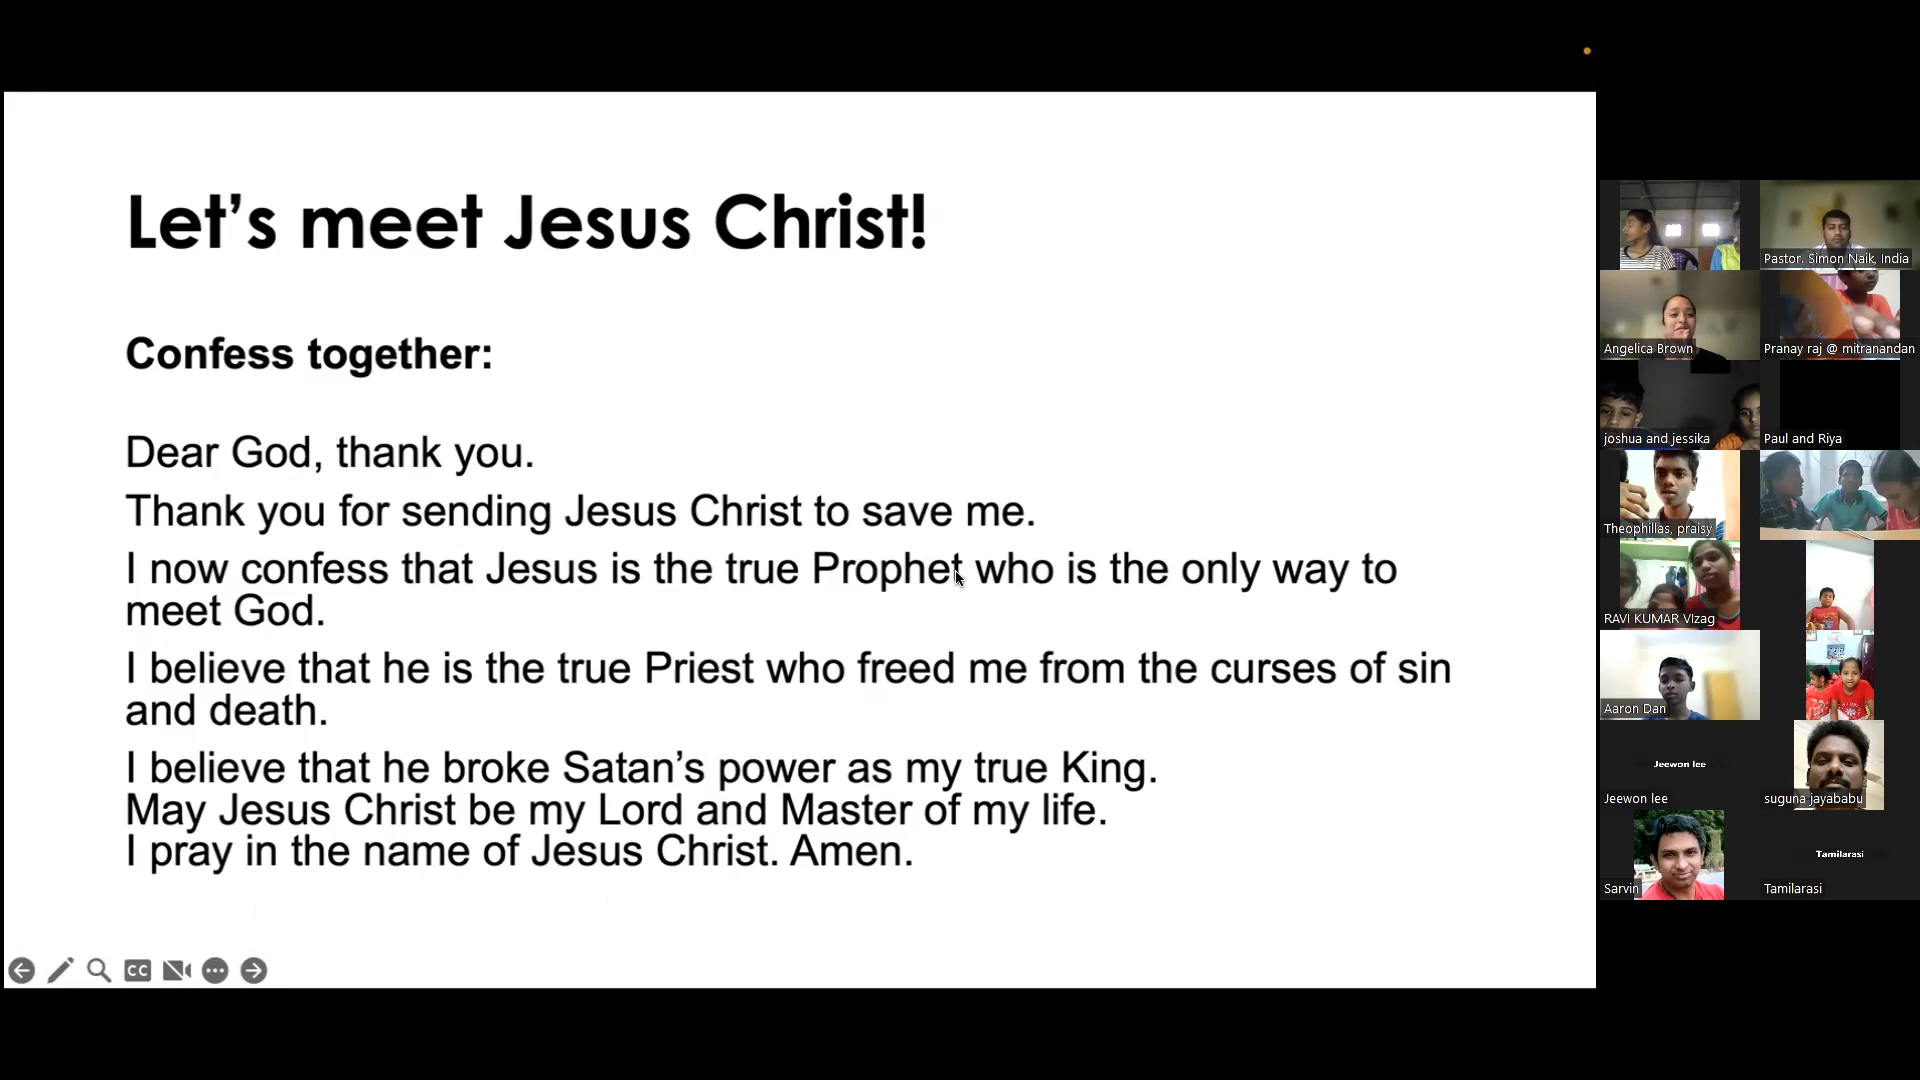 Let’s meet Jesus Christ!
Confess together:
Dear God, thank you.
Thank you for sending Jesus Christ to save me.
I now confess that Jesus is the true Prophet who is the only way to
meet God.
I believe that he is the true Priest who freed me from the curses of sin
and death.
I believe that he broke Satan’s power as my true King.
May Jesus Christ be my Lord and Master of my life.
I pray in the name of Jesus Christ. Amen.
CC
Pastor. Simon Naik, India
Angelica Brown
Pranay raj @ mitranandan
joshua and jessika
Paul and Riya
Theophillas, praisy
RAVI KUMAR VIzag
Aaron Dan
Jeewon lee
Jeewon lee
suguna jayababu
Sarvin
Tamilarasi
Tamilarasi